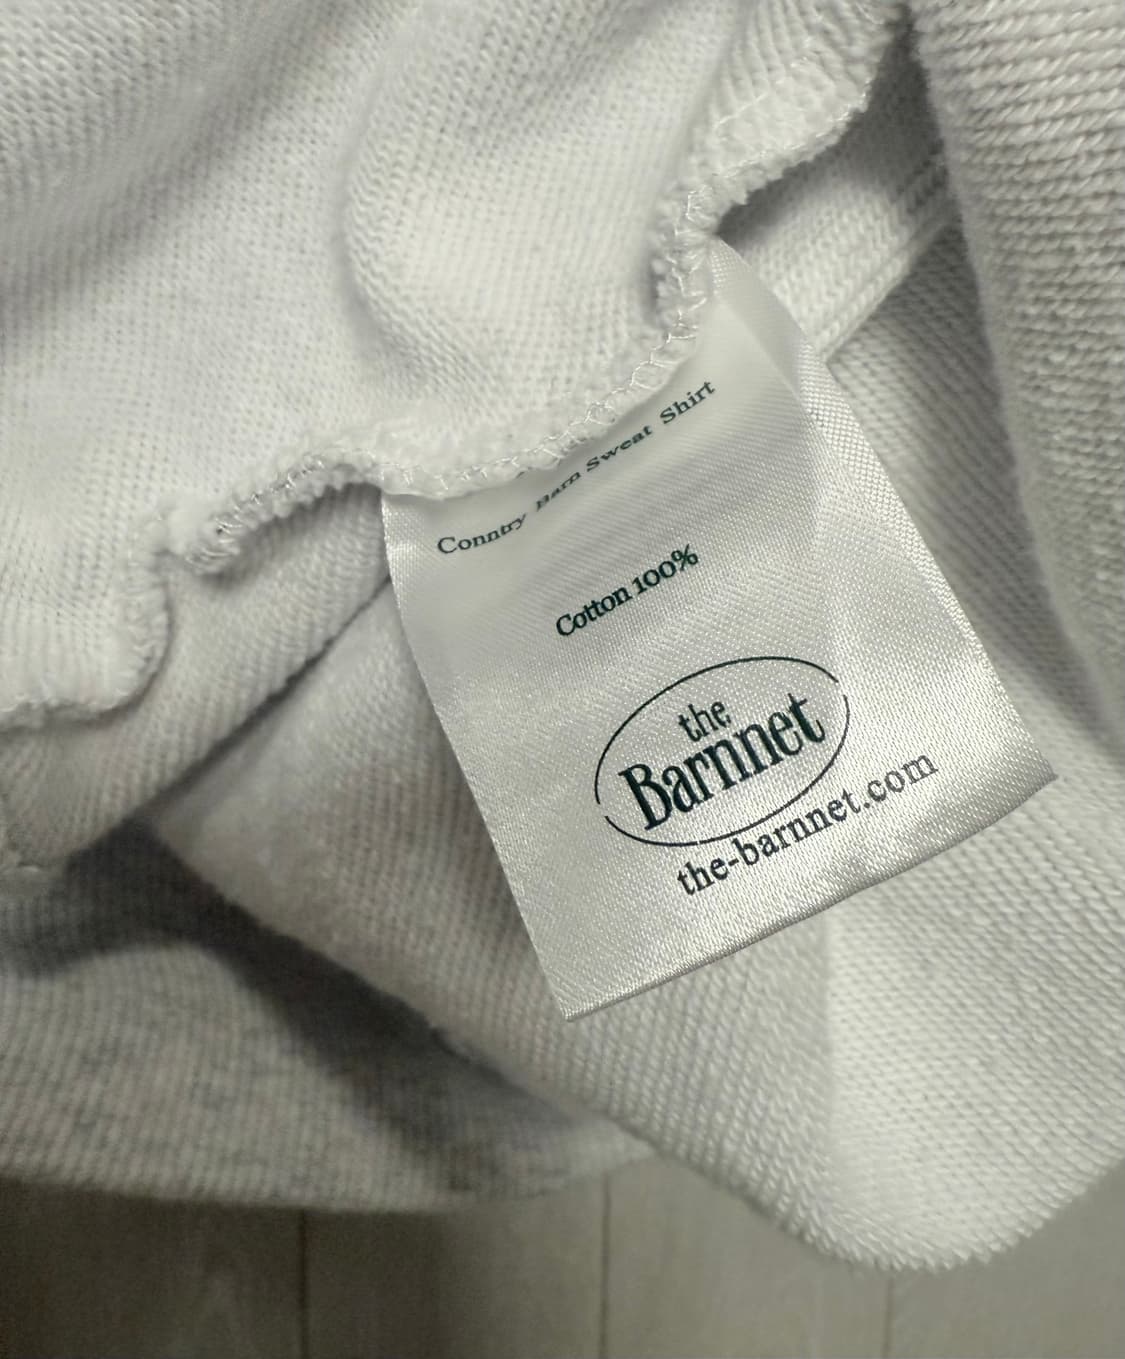 Conntry Barn Sweat Shirt
Cotton 100%
the
Barnnet
the-barnnet.com